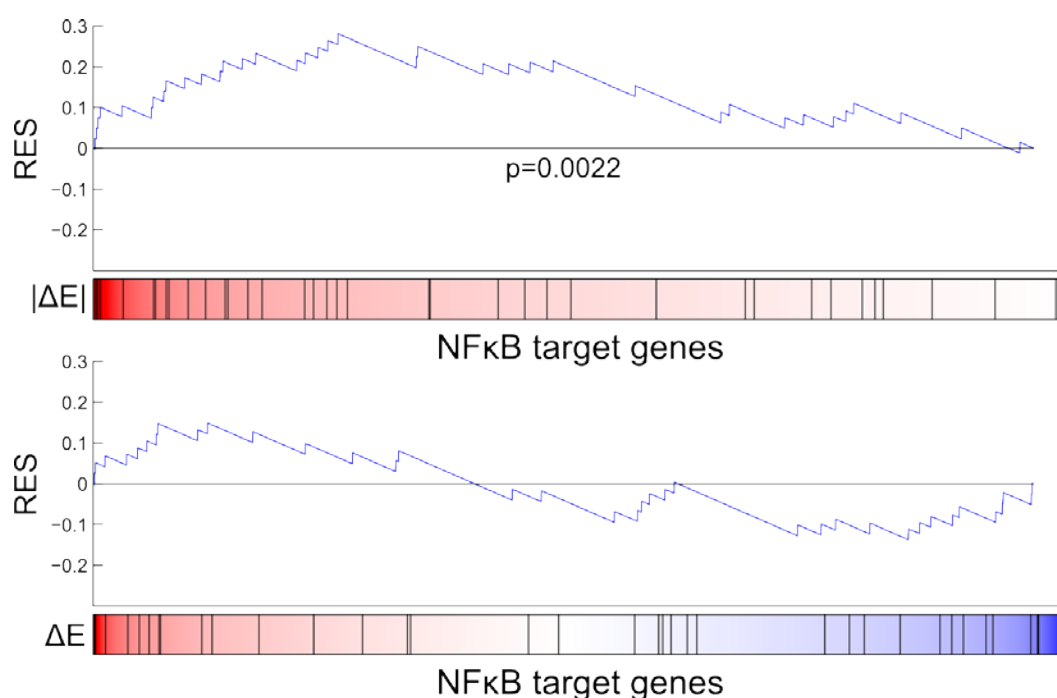 0.3
0.2
0.1
0
−0.1
−0.2
RES
p=0.0022
|ΔE|
NFκB target genes
0.3
0.2
0.1
0
−0.1
−0.2
RES
ΔE
NFκB target genes